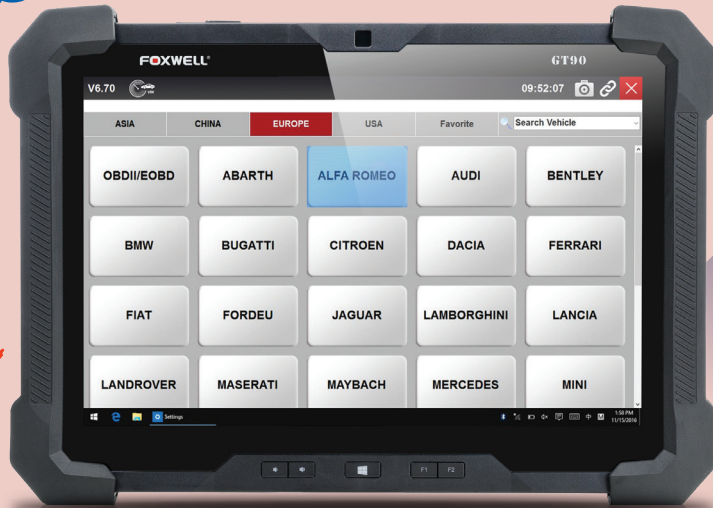 FOXWELL® GT90
V6.70 09:52:07
ASIA CHINA EUROPE USA Favorite Search Vehicle
OBDII/EOBD ABARTH ALFA ROMEO AUDI BENTLEY
BMW BUGATTI CITROEN DACIA FERRARI
FIAT FORDEU JAGUAR LAMBORGHINI LANCIA
LANDROVER MASERATI MAYBACH MERCEDES MINI
Settings 中 M 1:50 PM
11/15/2016
F1 F2